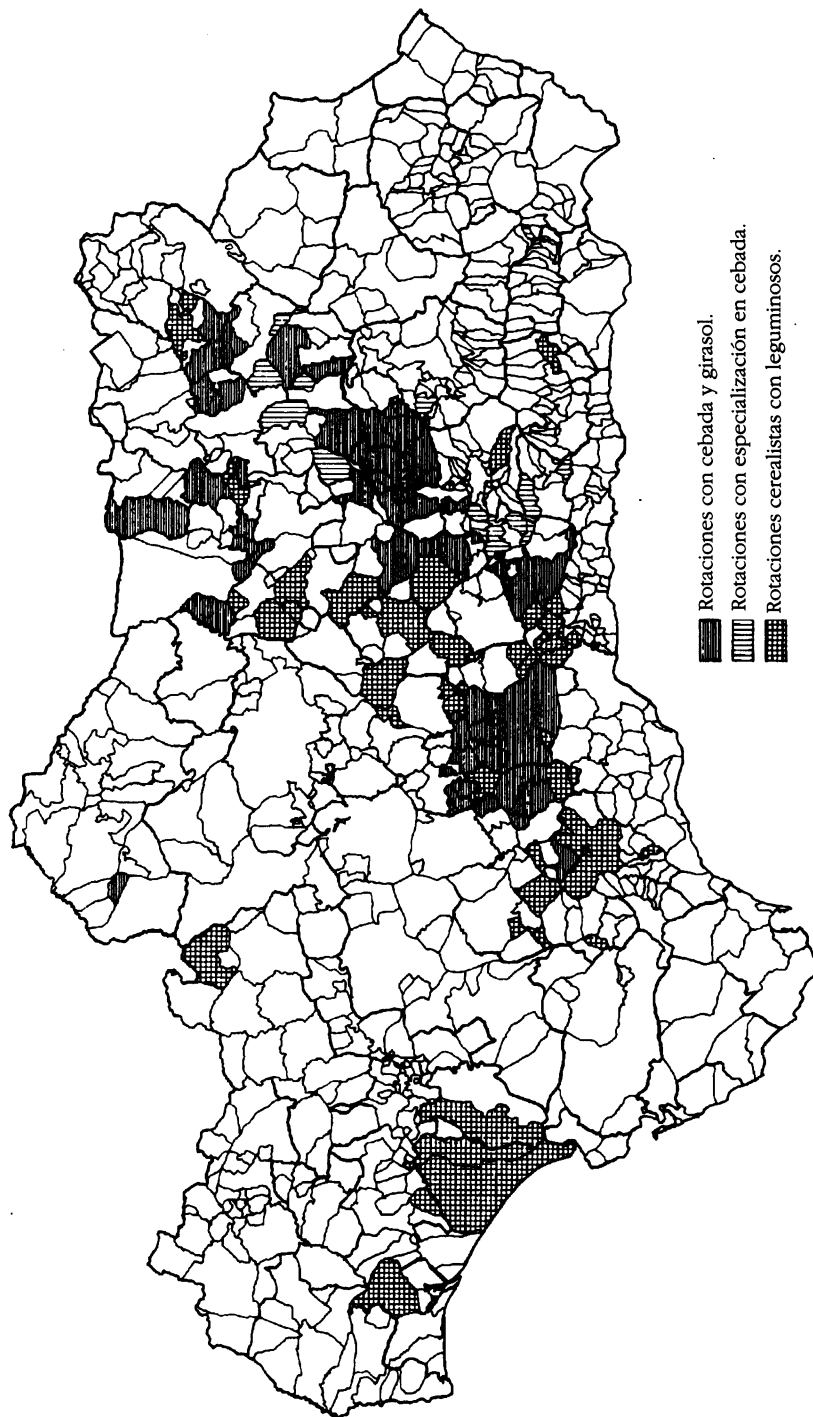 Rotaciones con cebada y girasol.
Rotaciones con especialización en cebada.
Rotaciones cerealistas con leguminosos.